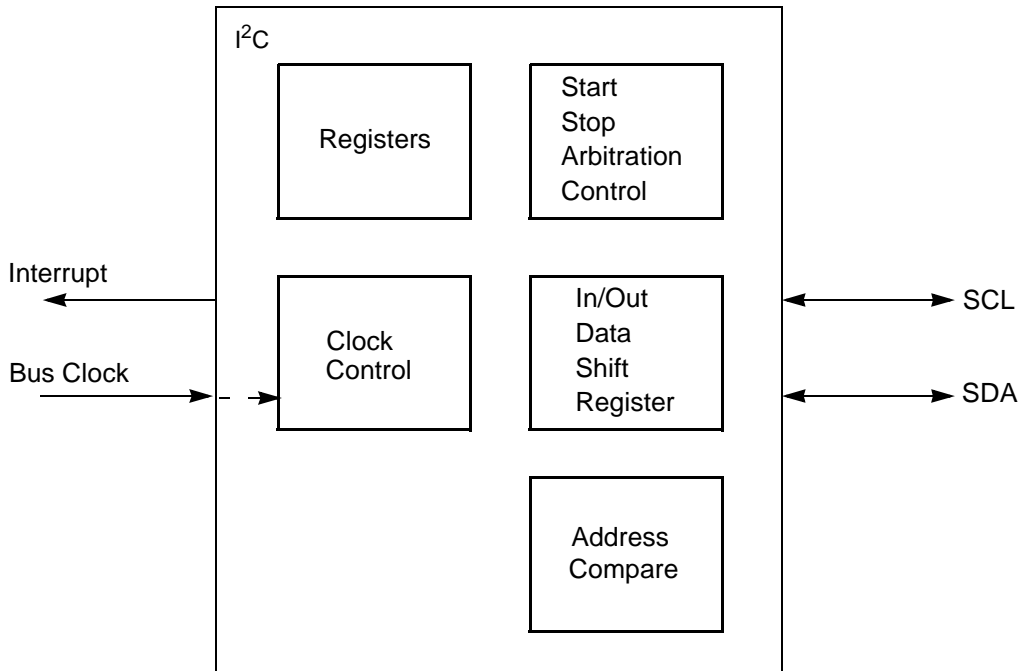 I²C
Registers
Start
Stop
Arbitration
Control
Interrupt
Bus Clock
Clock
Control
In/Out
Data
Shift
Register
SCL
SDA
Address
Compare